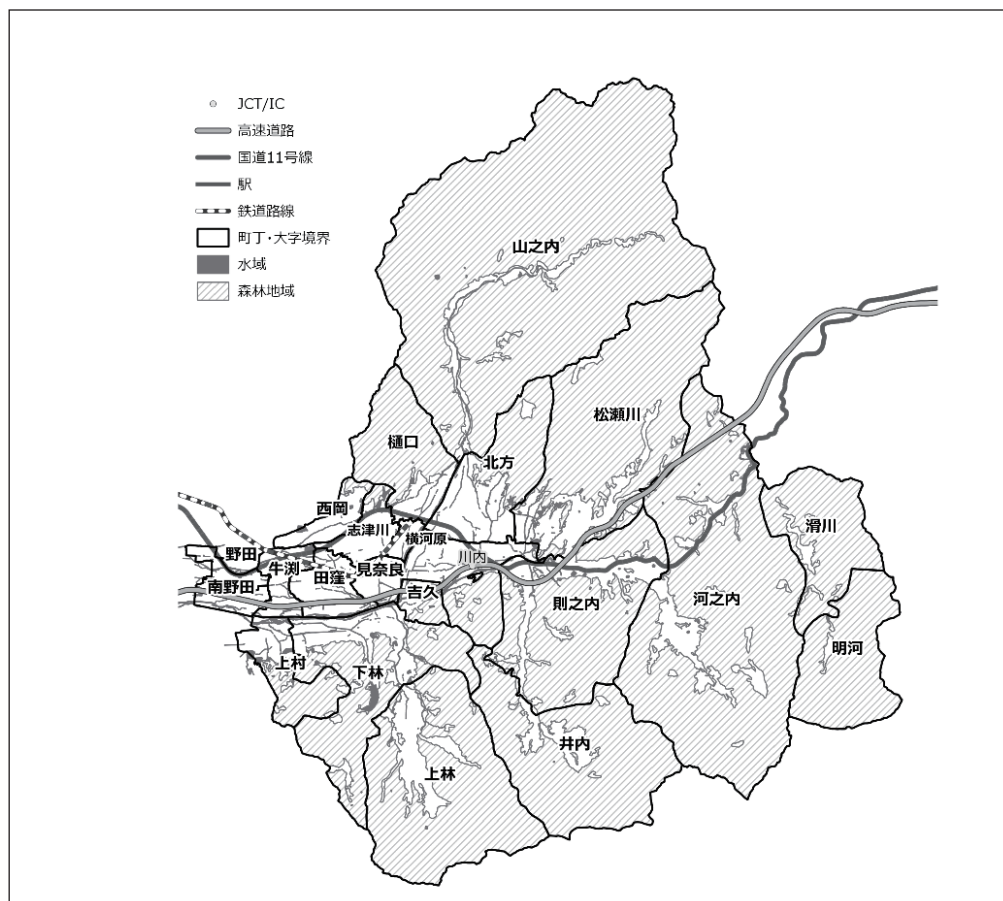 JCT/IC
高速道路
国道11号線
駅
鉄道路線
町丁・大字境界
水域
森林地域
山之内
松瀬川
樋口
北方
西岡
志津川
横河原
川内
滑川
野田
牛渕
田窪
見奈良
南野田
吉久
則之内
河之内
明河
上村
下林
井内
上林